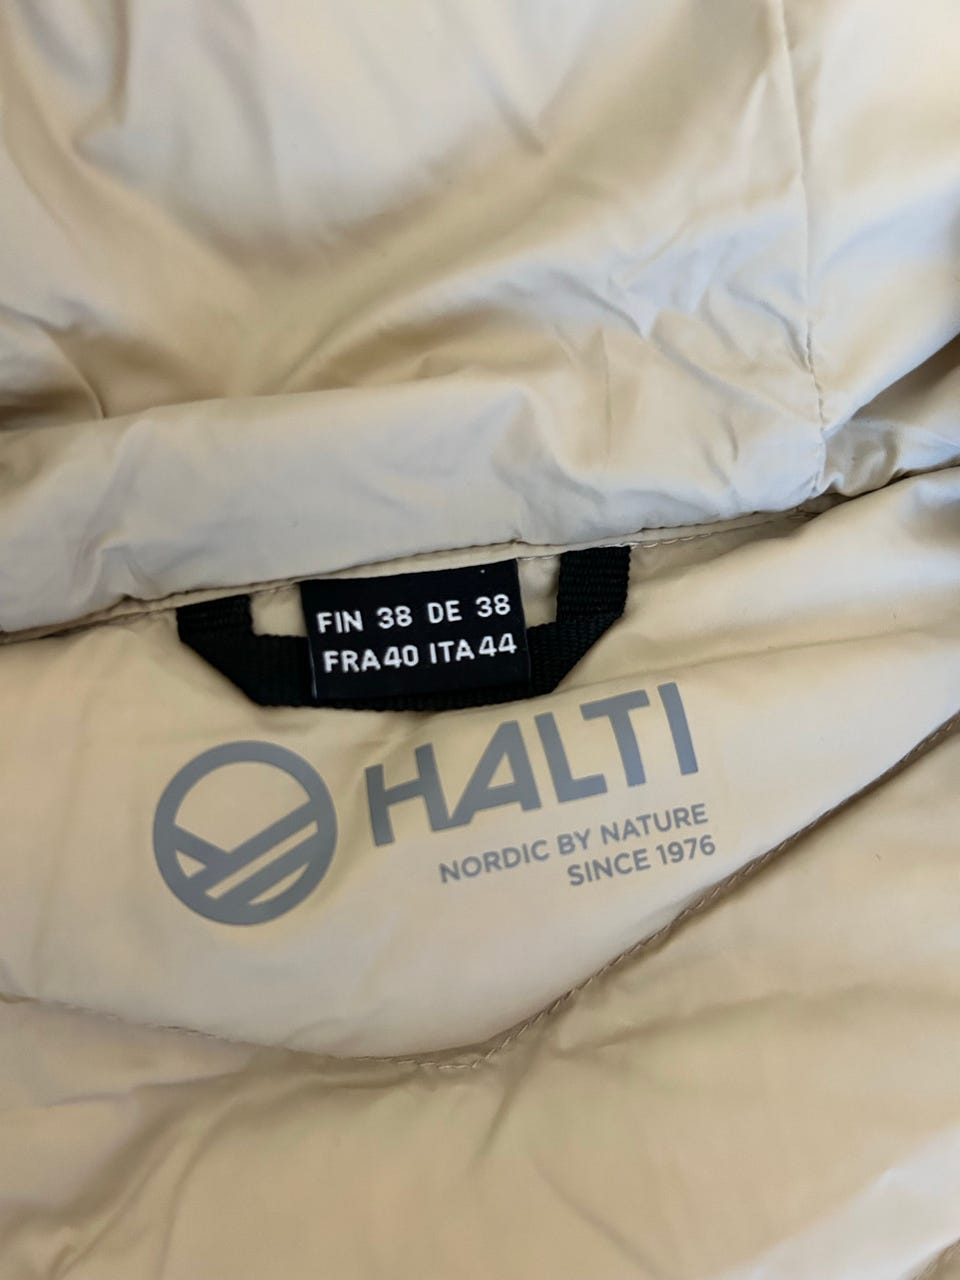 FIN 38 DE 38
FRA40 ITA44
HALTI
NORDIC BY NATURE
SINCE 1976